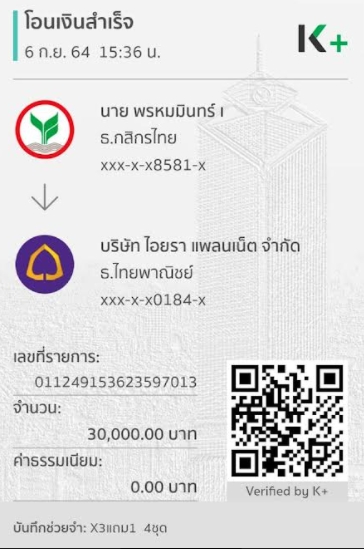 โอนเงินสำเร็จ
6 ก.ย. 64 15:36 น.
K+
นาย พรหมมินทร์ เ
ธ.กสิกรไทย
xxx-x-x8581-x
บริษัท ไอยรา แพลนเน็ต จำกัด
ธ.ไทยพาณิชย์
xxx-x-x0184-x
เลขที่รายการ:
011249153623597013
จำนวน:
30,000.00 บาท
ค่าธรรมเนียม:
0.00 บาท
Verified by K+
บันทึกช่วยจำ: X3แถม1 4ชุด